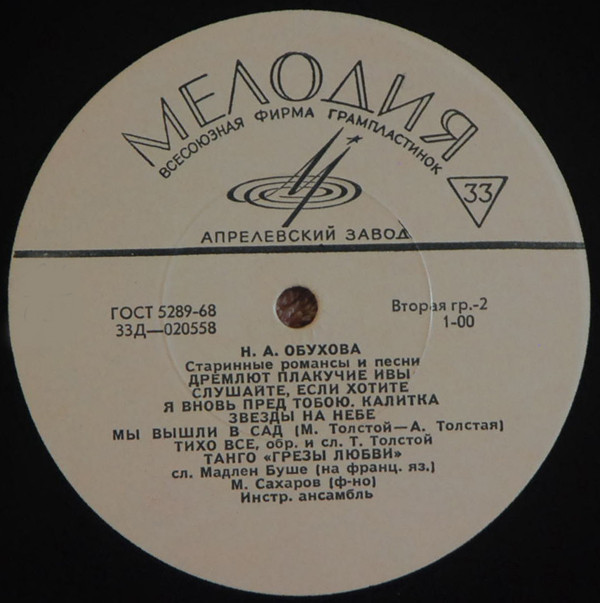 МЕЛОДИЯ
ВСЕСОЮЗНАЯ ФИРМА ГРАМПЛАСТИНОК
33
АПРЕЛЕВСКИЙ ЗАВОД
ГОСТ 5289-68
33Д—020558
Вторая гр.-2
1-00
Н. А. ОБУХОВА
Старинные романсы и песни
ДРЕМЛЮТ ПЛАКУЧИЕ ИВЫ
СЛУШАЙТЕ, ЕСЛИ ХОТИТЕ
Я ВНОВЬ ПРЕД ТОБОЮ. КАЛИТКА
ЗВЕЗДЫ НА НЕБЕ
МЫ ВЫШЛИ В САД (М. Толстой—А. Толстая)
ТИХО ВСЕ, обр. и сл. Т. Толстой
ТАНГО «ГРЕЗЫ ЛЮБВИ»
сл. Мадлен Буше (на франц. яз.)
М. Сахаров (ф-но)
Инстр. ансамбль